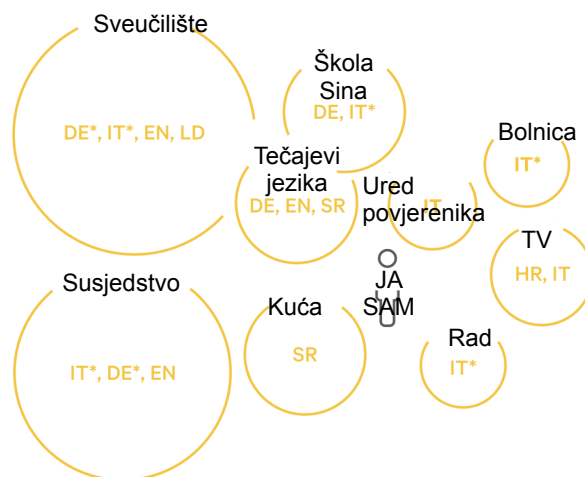 Sveučilište
DE*, IT*, EN, LD
Škola
Sina
DE, IT*
Bolnica
IT*
Tečajevi
jezika
DE, EN, SR
Ured
povjerenika
IT
TV
HR, IT
JA
SAM
Susjedstvo
IT*, DE*, EN
Kuća
SR
Rad
IT*